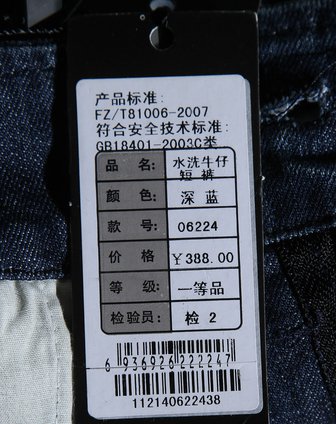 产品标准:
FZ/T81006-2007
符合安全技术标准:
GB18401-2003C类
品 名: 水洗牛仔
短 裤
颜 色: 深 蓝
款 号: 06224
价 格: ￥388.00
等 级: 一等品
检验员: 检 2
6 936926 222247
112140622438